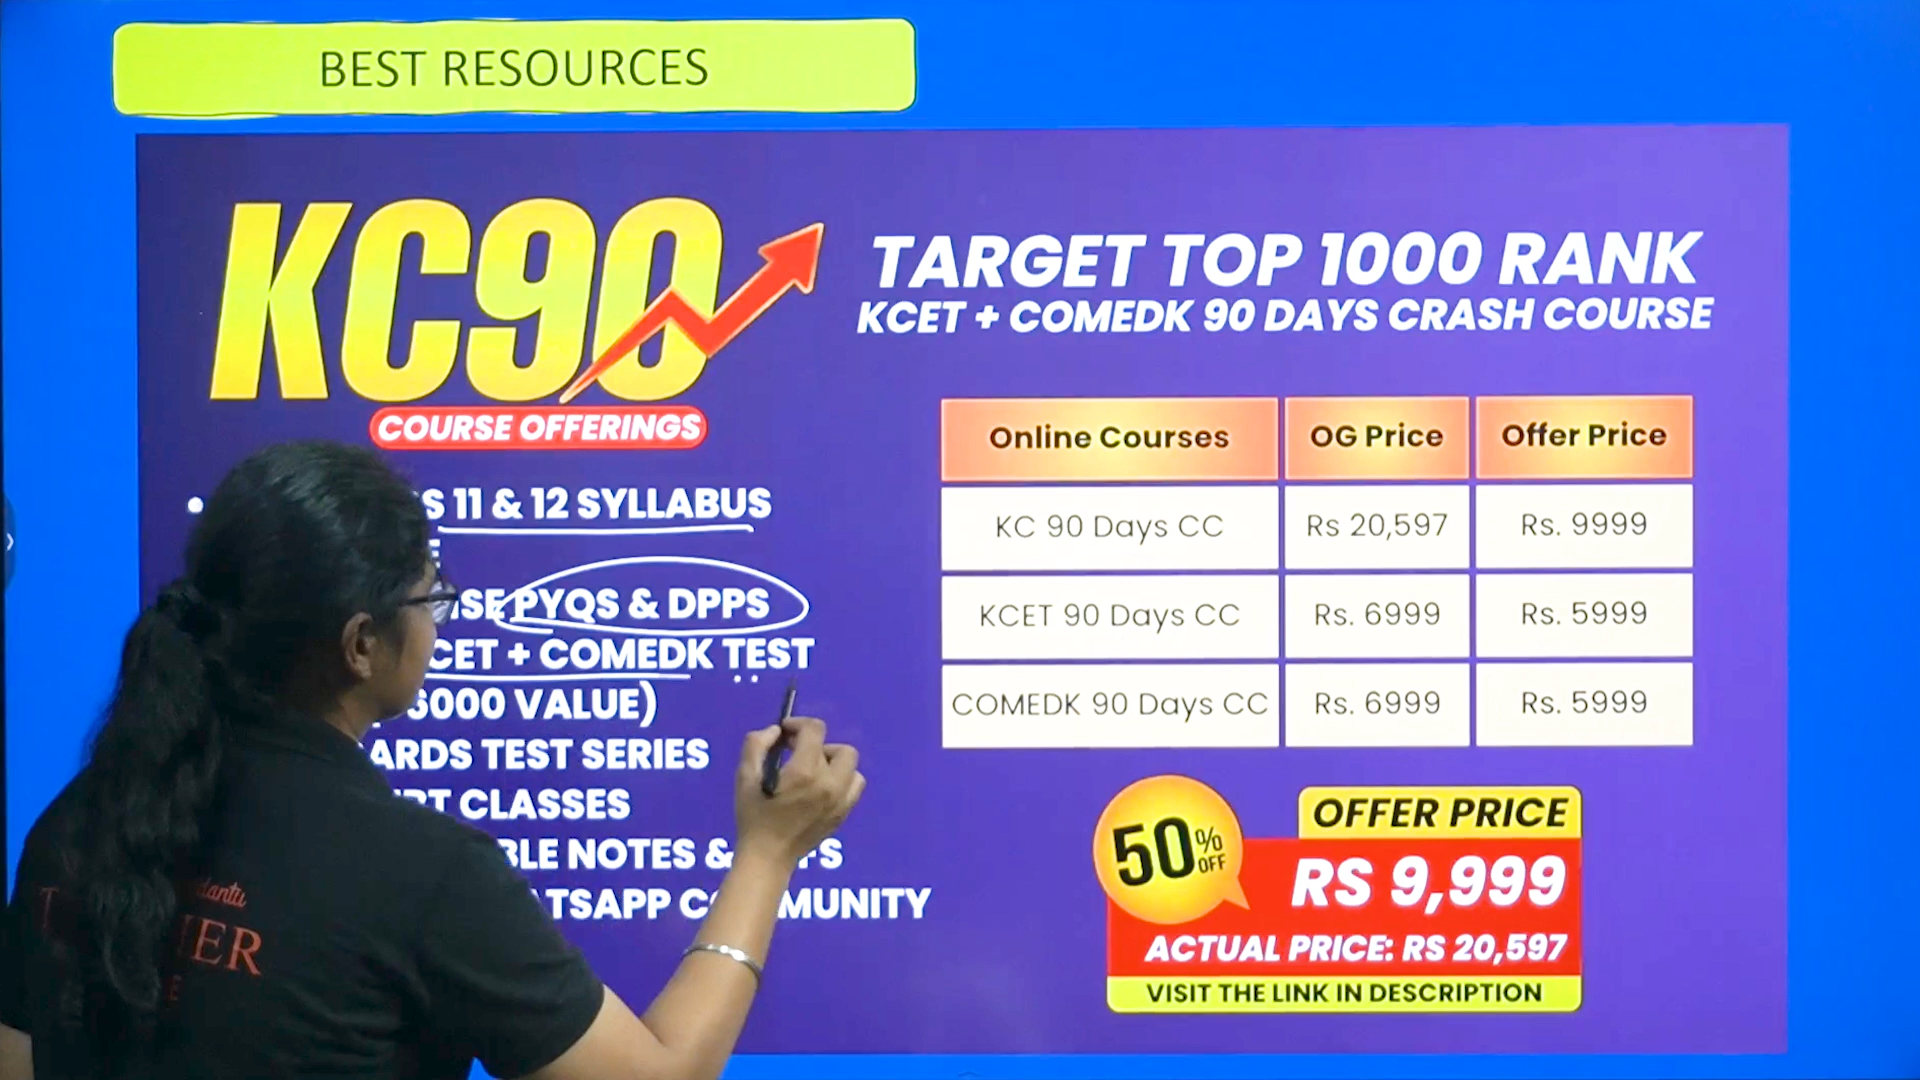 BEST RESOURCES
KC90
COURSE OFFERINGS
11 & 12 SYLLABUS
PYQS & DPPS
+ COMEDK TEST
VALUE)
TEST SERIES
CLASSES
NOTES &
COMMUNITY
TARGET TOP 1000 RANK
KCET + COMEDK 90 DAYS CRASH COURSE
Online Courses OG Price Offer Price
KC 90 Days CC Rs 20,597 Rs. 9999
KCET 90 Days CC Rs. 6999 Rs. 5999
COMEDK 90 Days CC Rs. 6999 Rs. 5999
50% OFF
OFFER PRICE
RS 9,999
ACTUAL PRICE: RS 20,597
VISIT THE LINK IN DESCRIPTION